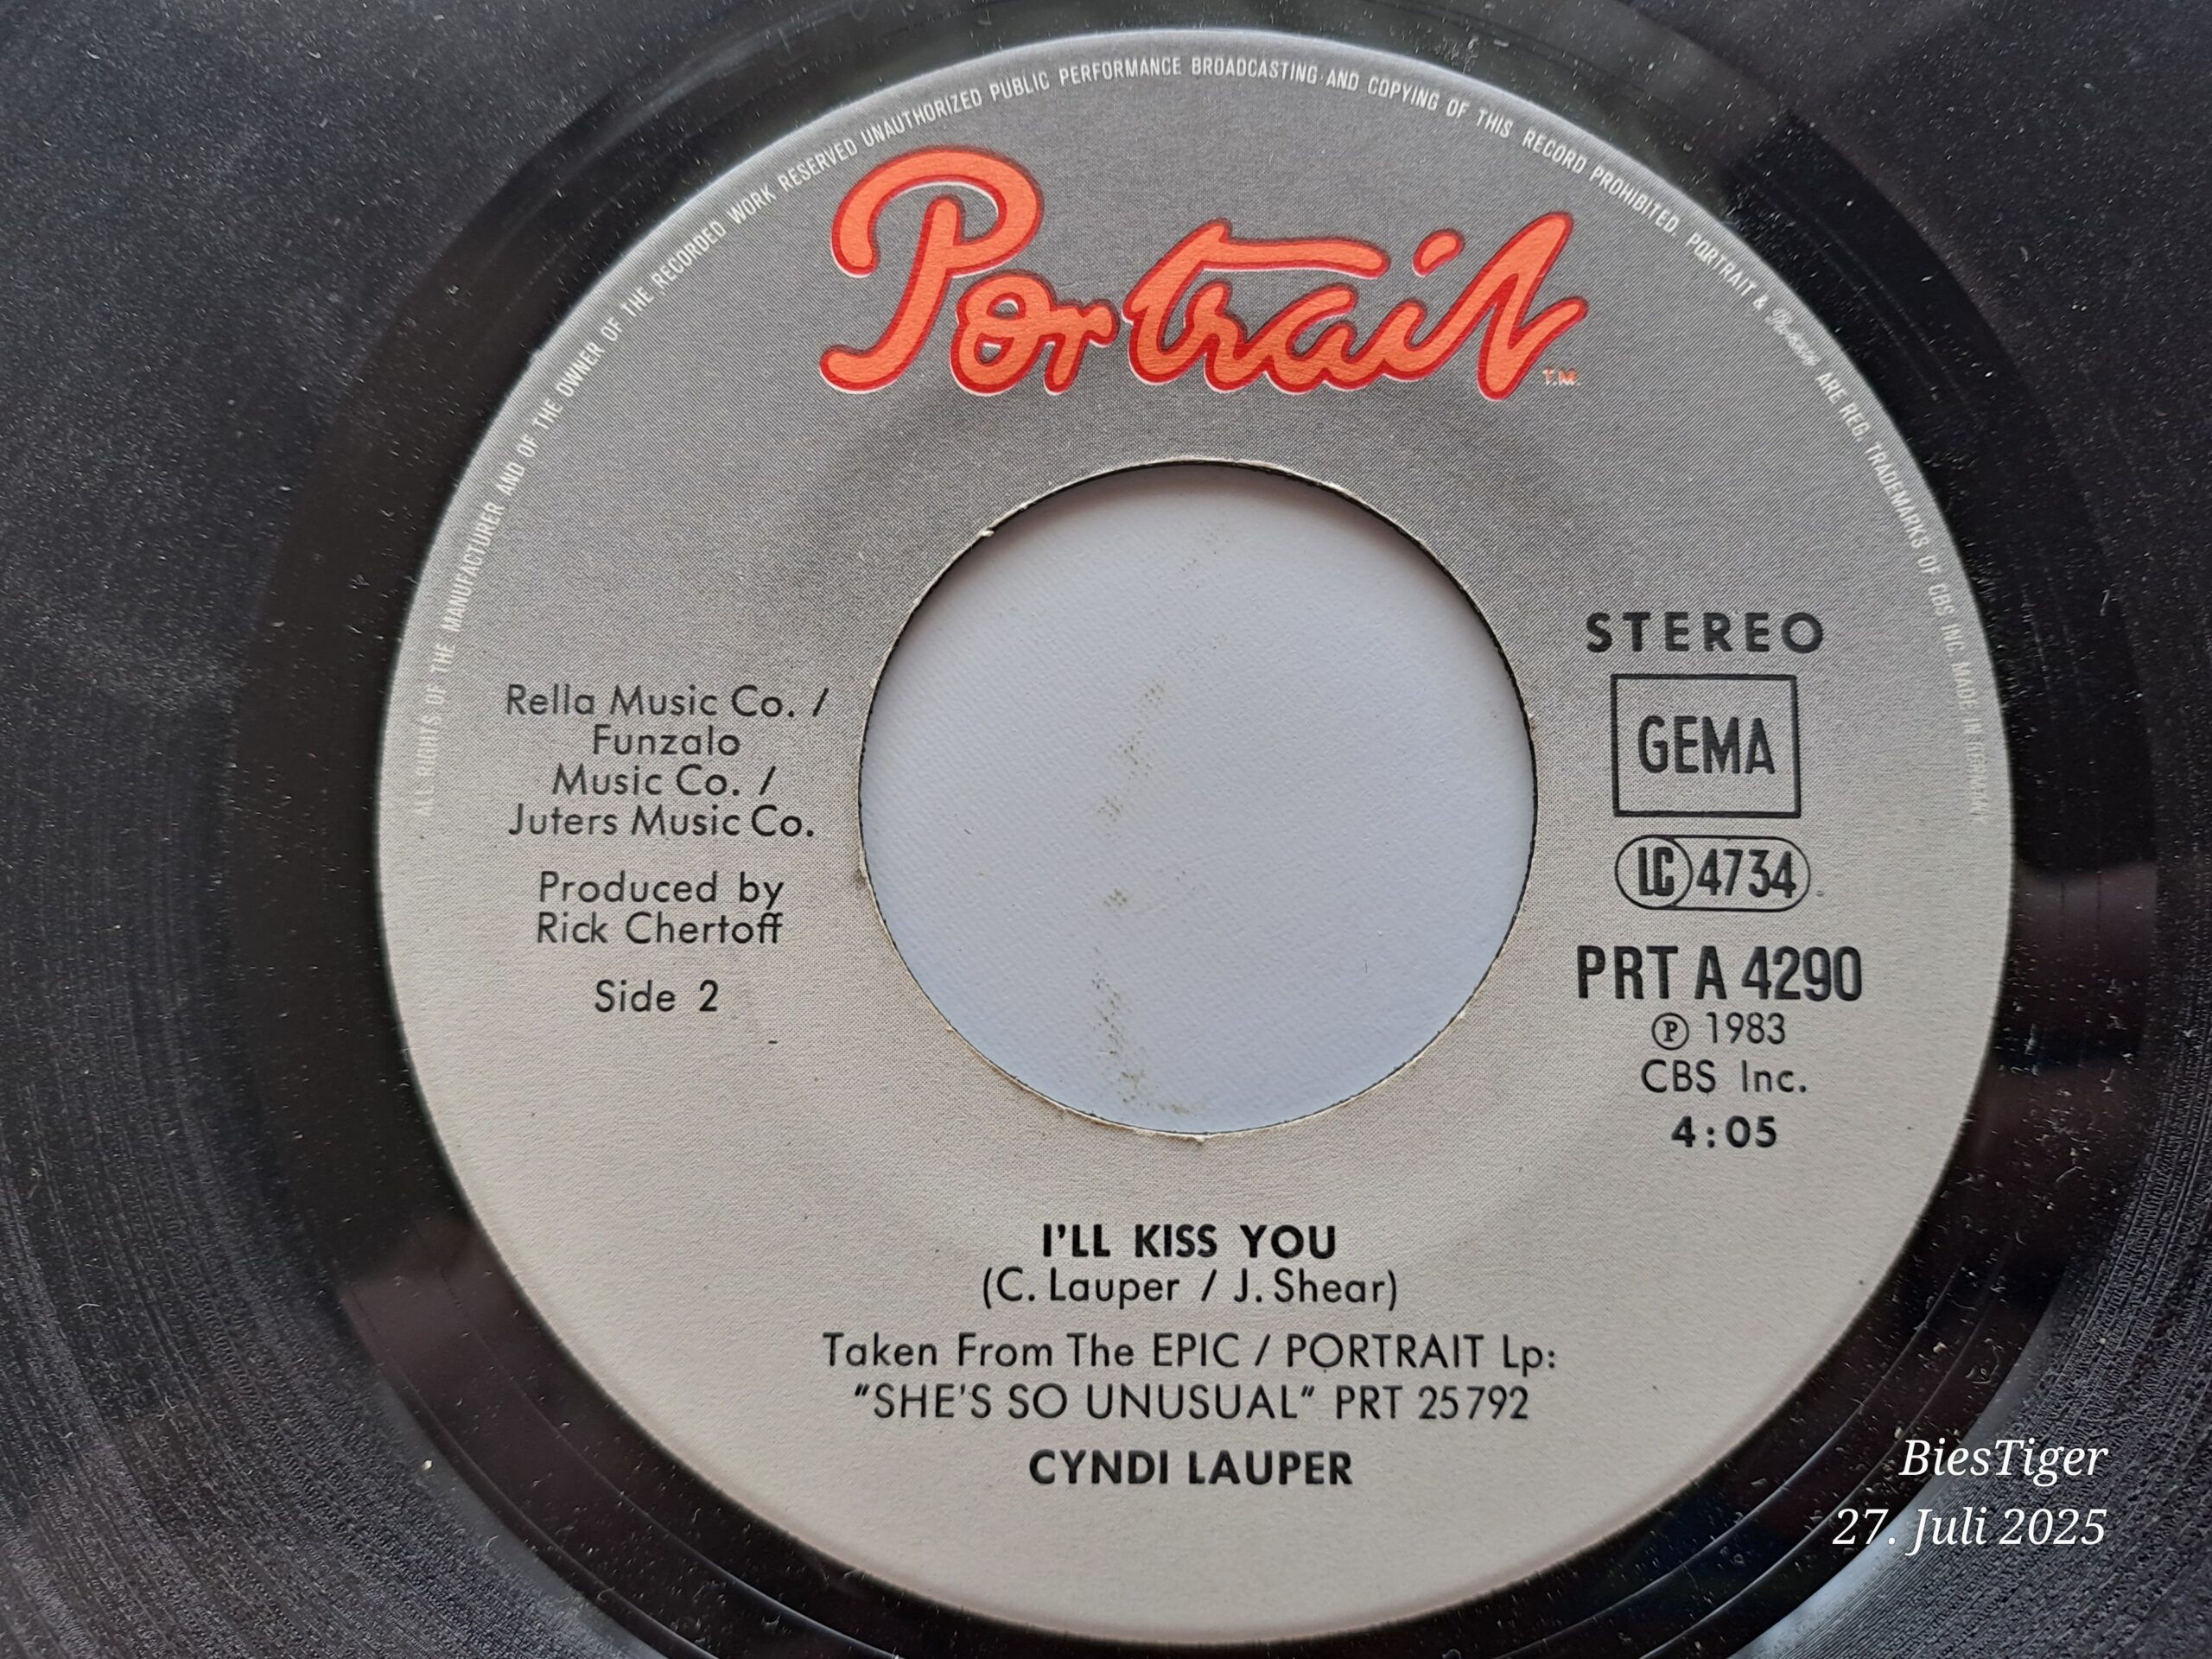 ALL RIGHTS OF THE MANUFACTURER AND OF THE OWNER OF THE RECORDED WORK RESERVED UNAUTHORIZED PUBLIC PERFORMANCE BROADCASTING AND COPYING OF THIS RECORD PROHIBITED. PORTRAIT & Portrait ARE REG. TRADEMARKS OF CBS INC. MADE IN GERMANY
Portrait T.M.
Rella Music Co. /
Funzalo
Music Co. /
Juters Music Co.
Produced by
Rick Chertoff
Side 2
STEREO
GEMA
LC 4734
PRT A 4290
Ⓟ 1983
CBS Inc.
4:05
I'LL KISS YOU
(C. Lauper / J. Shear)
Taken From The EPIC / PORTRAIT Lp:
"SHE'S SO UNUSUAL" PRT 25792
CYNDI LAUPER
BiesTiger
27. Juli 2025